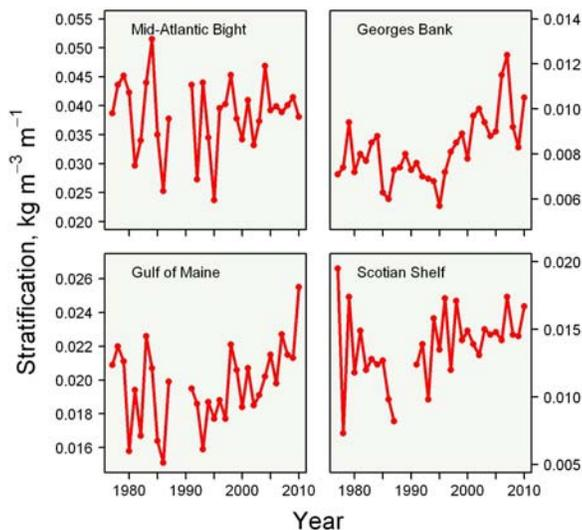 Stratification, kg m⁻³ m⁻¹
Mid-Atlantic Bight
0.055
0.050
0.045
0.040
0.035
0.030
0.025
0.020
Georges Bank
0.014
0.012
0.010
0.008
0.006
Gulf of Maine
0.026
0.024
0.022
0.020
0.018
0.016
Scotian Shelf
0.020
0.015
0.010
0.005
1980 1990 2000 2010
1980 1990 2000 2010
Year